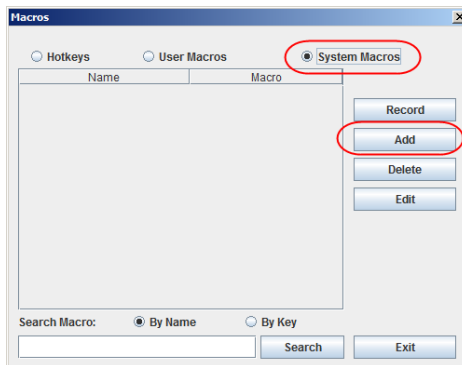 Macros
Hotkeys User Macros System Macros
Name Macro
Record
Add
Delete
Edit
Search Macro: By Name By Key
Search Exit